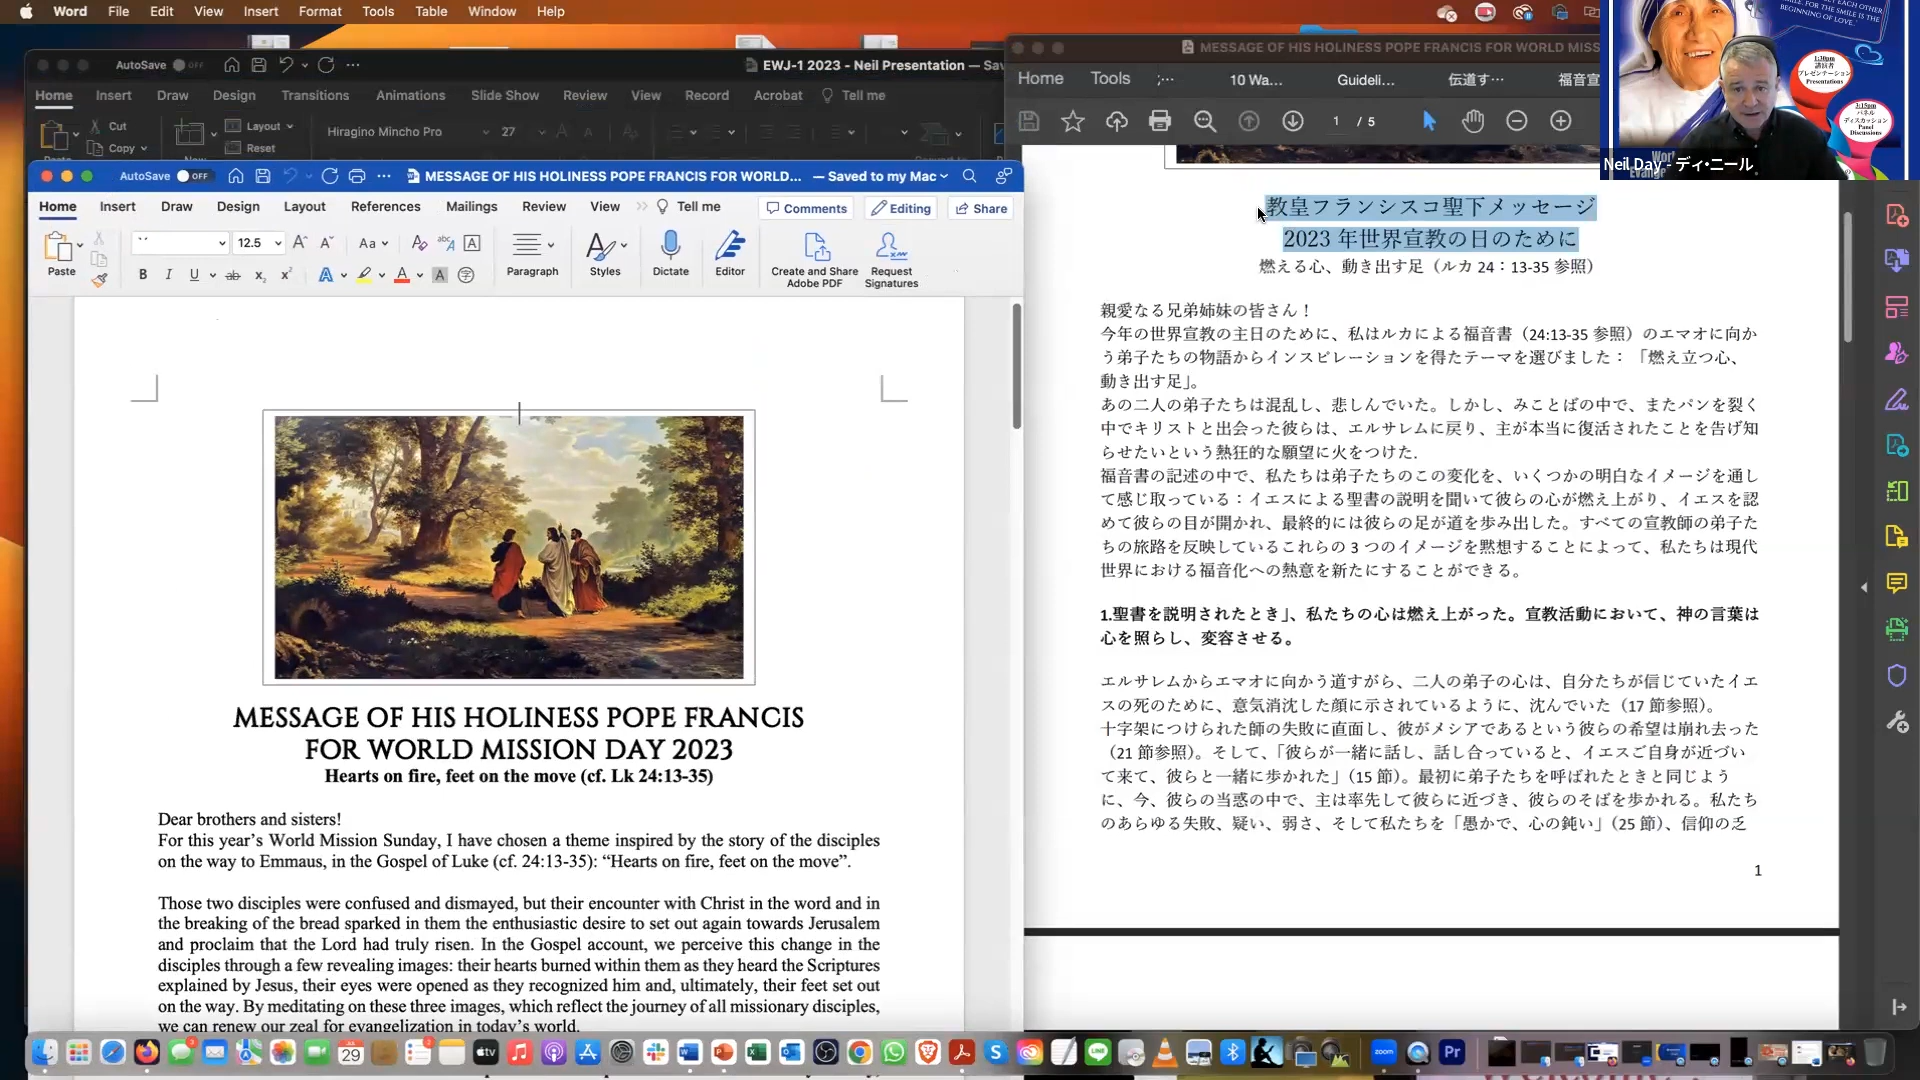 Word File Edit View Insert Format Tools Table Window Help
AutoSave OFF
EWJ-1 2023 - Neil Presentation — Sav
Home Insert Draw Design Transitions Animations Slide Show Review View Record Acrobat Tell me
Cut
Copy
Layout
Reset
Hiragino Mincho Pro 27
AutoSave OFF MESSAGE OF HIS HOLINESS POPE FRANCIS FOR WORLD... — Saved to my Mac
Home Insert Draw Design Layout References Mailings Review View Tell me
Comments Editing Share
Paste
12.5
Paragraph Styles Dictate Editor Create and Share Adobe PDF Request Signatures
MESSAGE OF HIS HOLINESS POPE FRANCIS
FOR WORLD MISSION DAY 2023
Hearts on fire, feet on the move (cf. Lk 24:13-35)
Dear brothers and sisters!
For this year’s World Mission Sunday, I have chosen a theme inspired by the story of the disciples
on the way to Emmaus, in the Gospel of Luke (cf. 24:13-35): “Hearts on fire, feet on the move”.
Those two disciples were confused and dismayed, but their encounter with Christ in the word and in
the breaking of the bread sparked in them the enthusiastic desire to set out again towards Jerusalem
and proclaim that the Lord had truly risen. In the Gospel account, we perceive this change in the
disciples through a few revealing images: their hearts burned within them as they heard the Scriptures
explained by Jesus, their eyes were opened as they recognized him and, ultimately, their feet set out
on the way. By meditating on these three images, which reflect the journey of all missionary disciples,
we can renew our zeal for evangelization in today’s world.
MESSAGE OF HIS HOLINESS POPE FRANCIS FOR WORLD MISS
Home Tools 10 Wa... Guideli... 伝道す… 福音宣
1 / 5
教皇フランシスコ聖下メッセージ
2023 年世界宣教の日のために
燃える心、動き出す足（ルカ 24：13-35 参照）
親愛なる兄弟姉妹の皆さん！
今年の世界宣教の主日のために、私はルカによる福音書（24:13-35 参照）のエマオに向か
う弟子たちの物語からインスピレーションを得たテーマを選びました： 「燃え立つ心、
動き出す足」。
あの二人の弟子たちは混乱し、悲しんでいた。しかし、みことばの中で、またパンを裂く
中でキリストと出会った彼らは、エルサレムに戻り、主が本当に復活されたことを告げ知
らせたいという熱狂的な願望に火をつけた.
福音書の記述の中で、私たちは弟子たちのこの変化を、いくつかの明白なイメージを通し
て感じ取っている：イエスによる聖書の説明を聞いて彼らの心が燃え上がり、イエスを認
めて彼らの目が開かれ、最終的には彼らの足が道を歩み出した。すべての宣教師の弟子た
ちの旅路を反映しているこれらの 3 つのイメージを黙想することによって、私たちは現代
世界における福音化への熱意を新たにすることができる。
1.聖書を説明されたとき」、私たちの心は燃え上がった。宣教活動において、神の言葉は
心を照らし、変容させる。
エルサレムからエマオに向かう道すがら、二人の弟子の心は、自分たちが信じていたイエ
スの死のために、意気消沈した顔に示されているように、沈んでいた（17 節参照）。
十字架につけられた師の失敗に直面し、彼がメシアであるという彼らの希望は崩れ去った
（21 節参照）。そして、「彼らが一緒に話し、話し合っていると、イエスご自身が近づい
て来て、彼らと一緒に歩かれた」（15 節）。最初に弟子たちを呼ばれたときと同じよう
に、今、彼らの当惑の中で、主は率先して彼らに近づき、彼らのそばを歩かれる。私たち
のあらゆる失敗、疑い、弱さ、そして私たちを「愚かで、心の鈍い」（25 節）、信仰の乏
1
EACH OTHER
SMILE, FOR THE SMILE IS THE
BEGINNING OF LOVE.
1:30pm
講演者
プレゼンテーション
Presentations
3:15pm
パネル
ディスカッション
Panel
Discussions
Neil Day - ディ・ニール
29
zoom
Pr